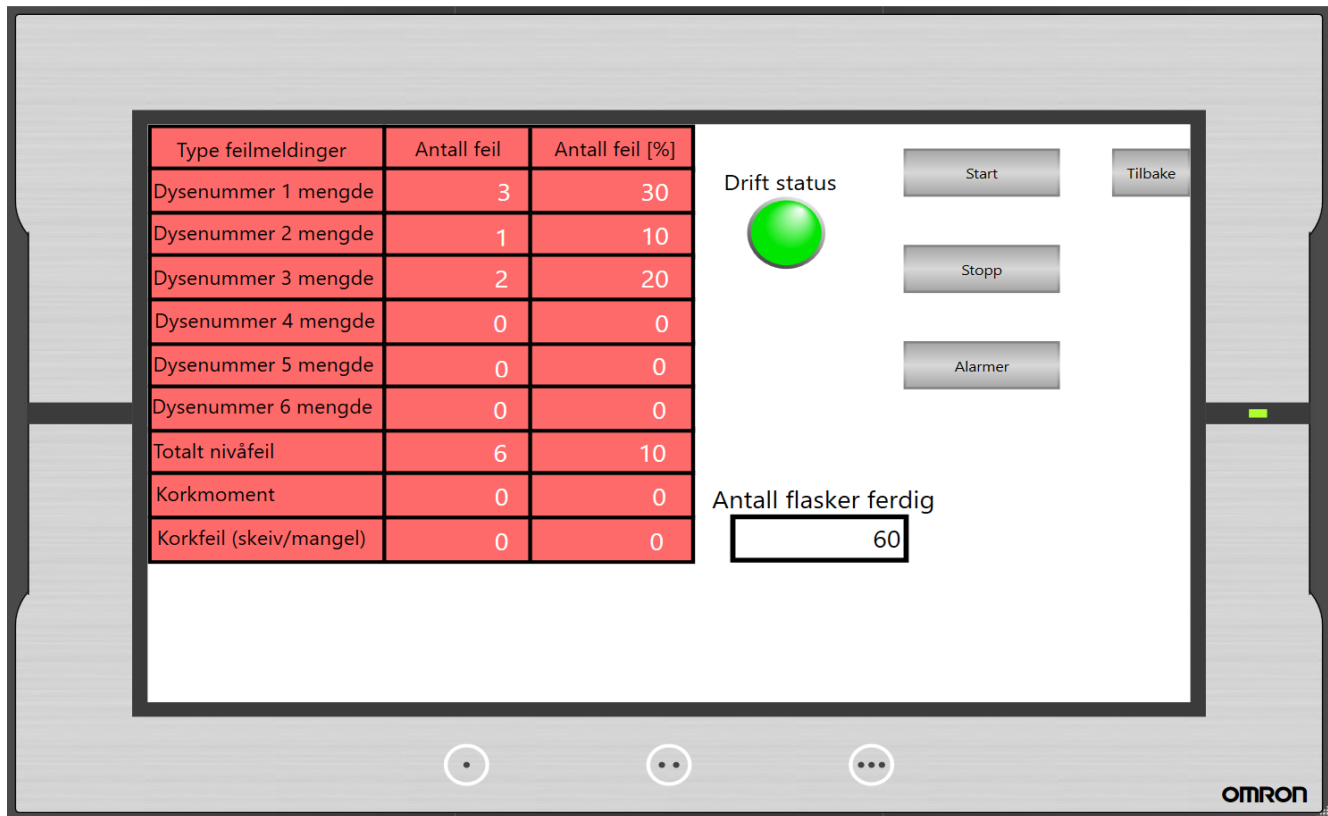 Type feilmeldinger Antall feil Antall feil [%]
Dysenummer 1 mengde 3 30
Dysenummer 2 mengde 1 10
Dysenummer 3 mengde 2 20
Dysenummer 4 mengde 0 0
Dysenummer 5 mengde 0 0
Dysenummer 6 mengde 0 0
Totalt nivåfeil 6 10
Korkmoment 0 0
Korkfeil (skeiv/mangel) 0 0
Drift status
Start
Tilbake
Stopp
Alarmer
Antall flasker ferdig
60
OMRON